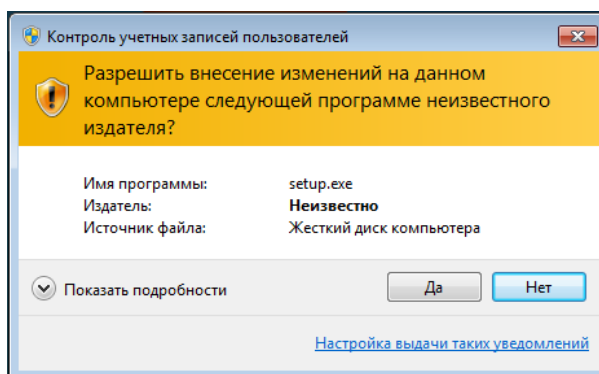 Контроль учетных записей пользователей
Разрешить внесение изменений на данном
компьютере следующей программе неизвестного
издателя?
Имя программы: setup.exe
Издатель: Неизвестно
Источник файла: Жесткий диск компьютера
Показать подробности Да Нет
Настройка выдачи таких уведомлений